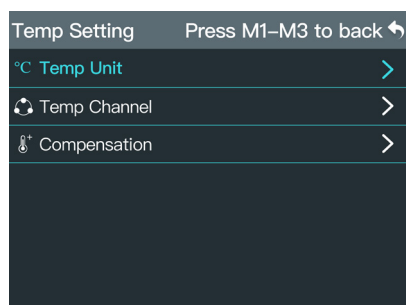 Temp Setting Press M1–M3 to back
°C Temp Unit
Temp Channel
Compensation